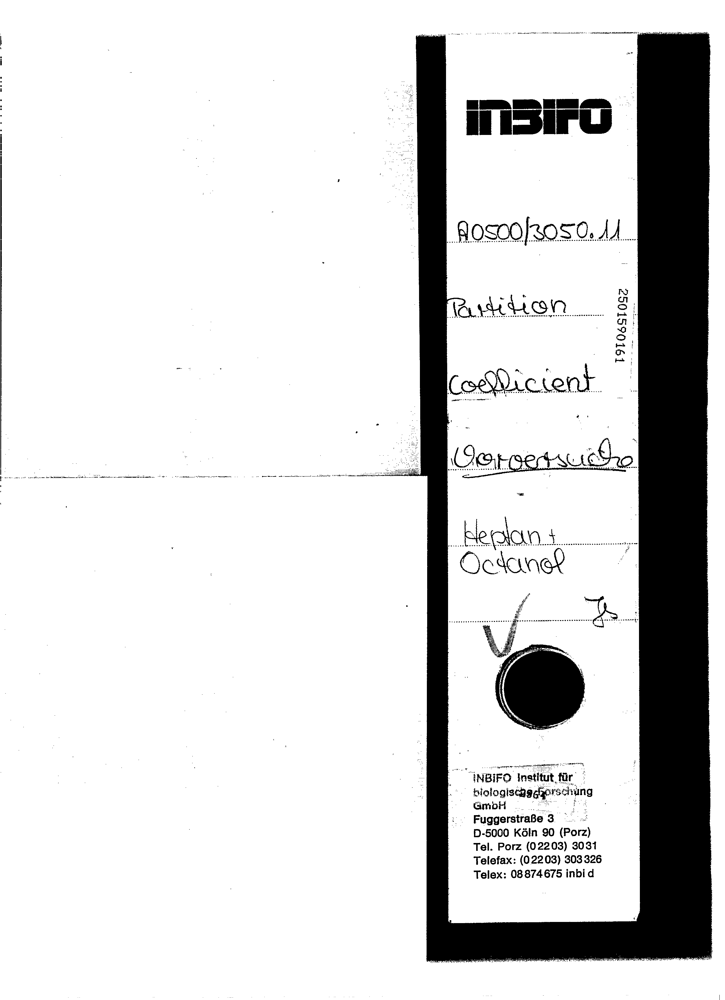 INBIFO
A0500/3050.11
Partition
2501590161
Coefficient
Vorversuche
Heptan +
Octanol
INBIFO Institut für
biologische Forschung
GmbH
Fuggerstraße 3
D-5000 Köln 90 (Porz)
Tel. Porz (02203) 3031
Telefax: (02203) 303326
Telex: 08874675 inbi d